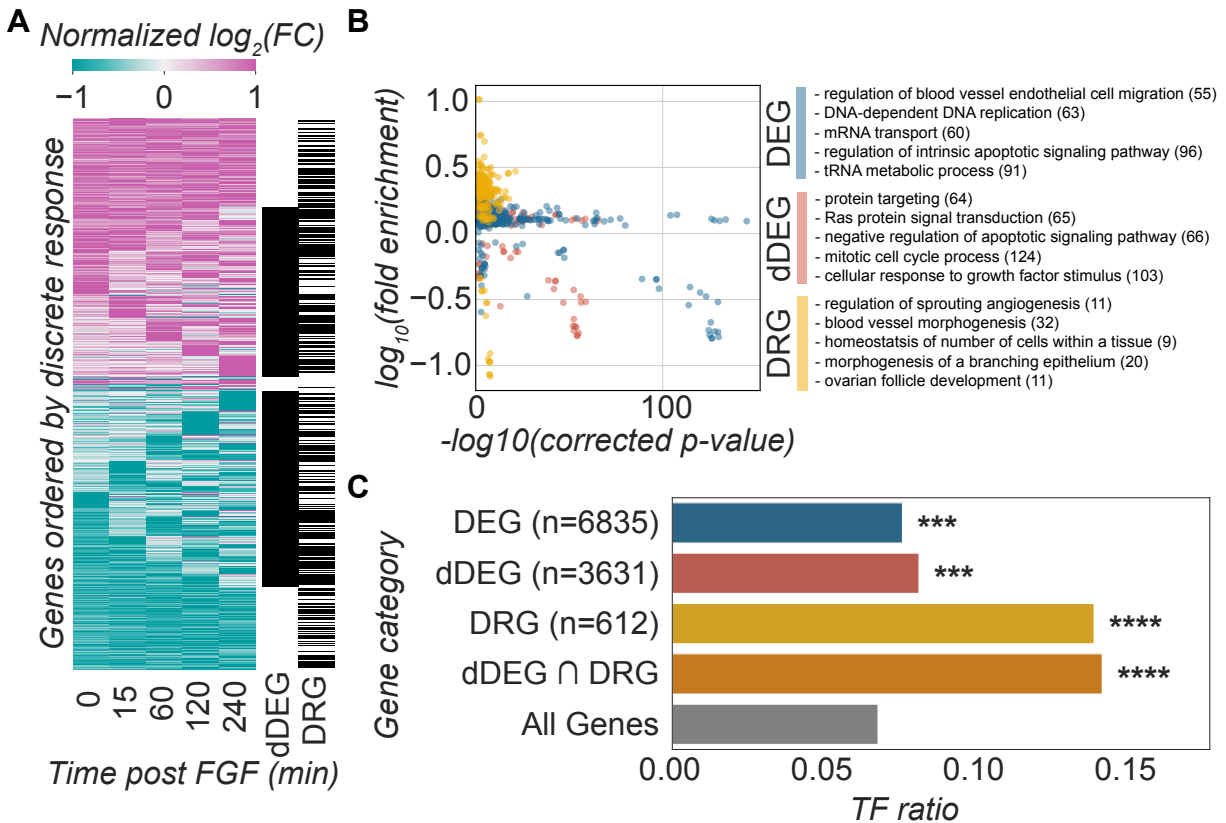 A
Normalized log2(FC)
−1 0 1
Genes ordered by discrete response
0 15 60 120 240 dDEG DRG
Time post FGF (min)
B
log10(fold enrichment)
1.0
0.5
0.0
−0.5
−1.0
0 100
-log10(corrected p-value)
DEG
- regulation of blood vessel endothelial cell migration (55)
- DNA-dependent DNA replication (63)
- mRNA transport (60)
- regulation of intrinsic apoptotic signaling pathway (96)
- tRNA metabolic process (91)
dDEG
- protein targeting (64)
- Ras protein signal transduction (65)
- negative regulation of apoptotic signaling pathway (66)
- mitotic cell cycle process (124)
- cellular response to growth factor stimulus (103)
DRG
- regulation of sprouting angiogenesis (11)
- blood vessel morphogenesis (32)
- homeostatsis of number of cells within a tissue (9)
- morphogenesis of a branching epithelium (20)
- ovarian follicle development (11)
C
Gene category
DEG (n=6835) ***
dDEG (n=3631) ***
DRG (n=612) ****
dDEG ∩ DRG ****
All Genes
0.00 0.05 0.10 0.15
TF ratio